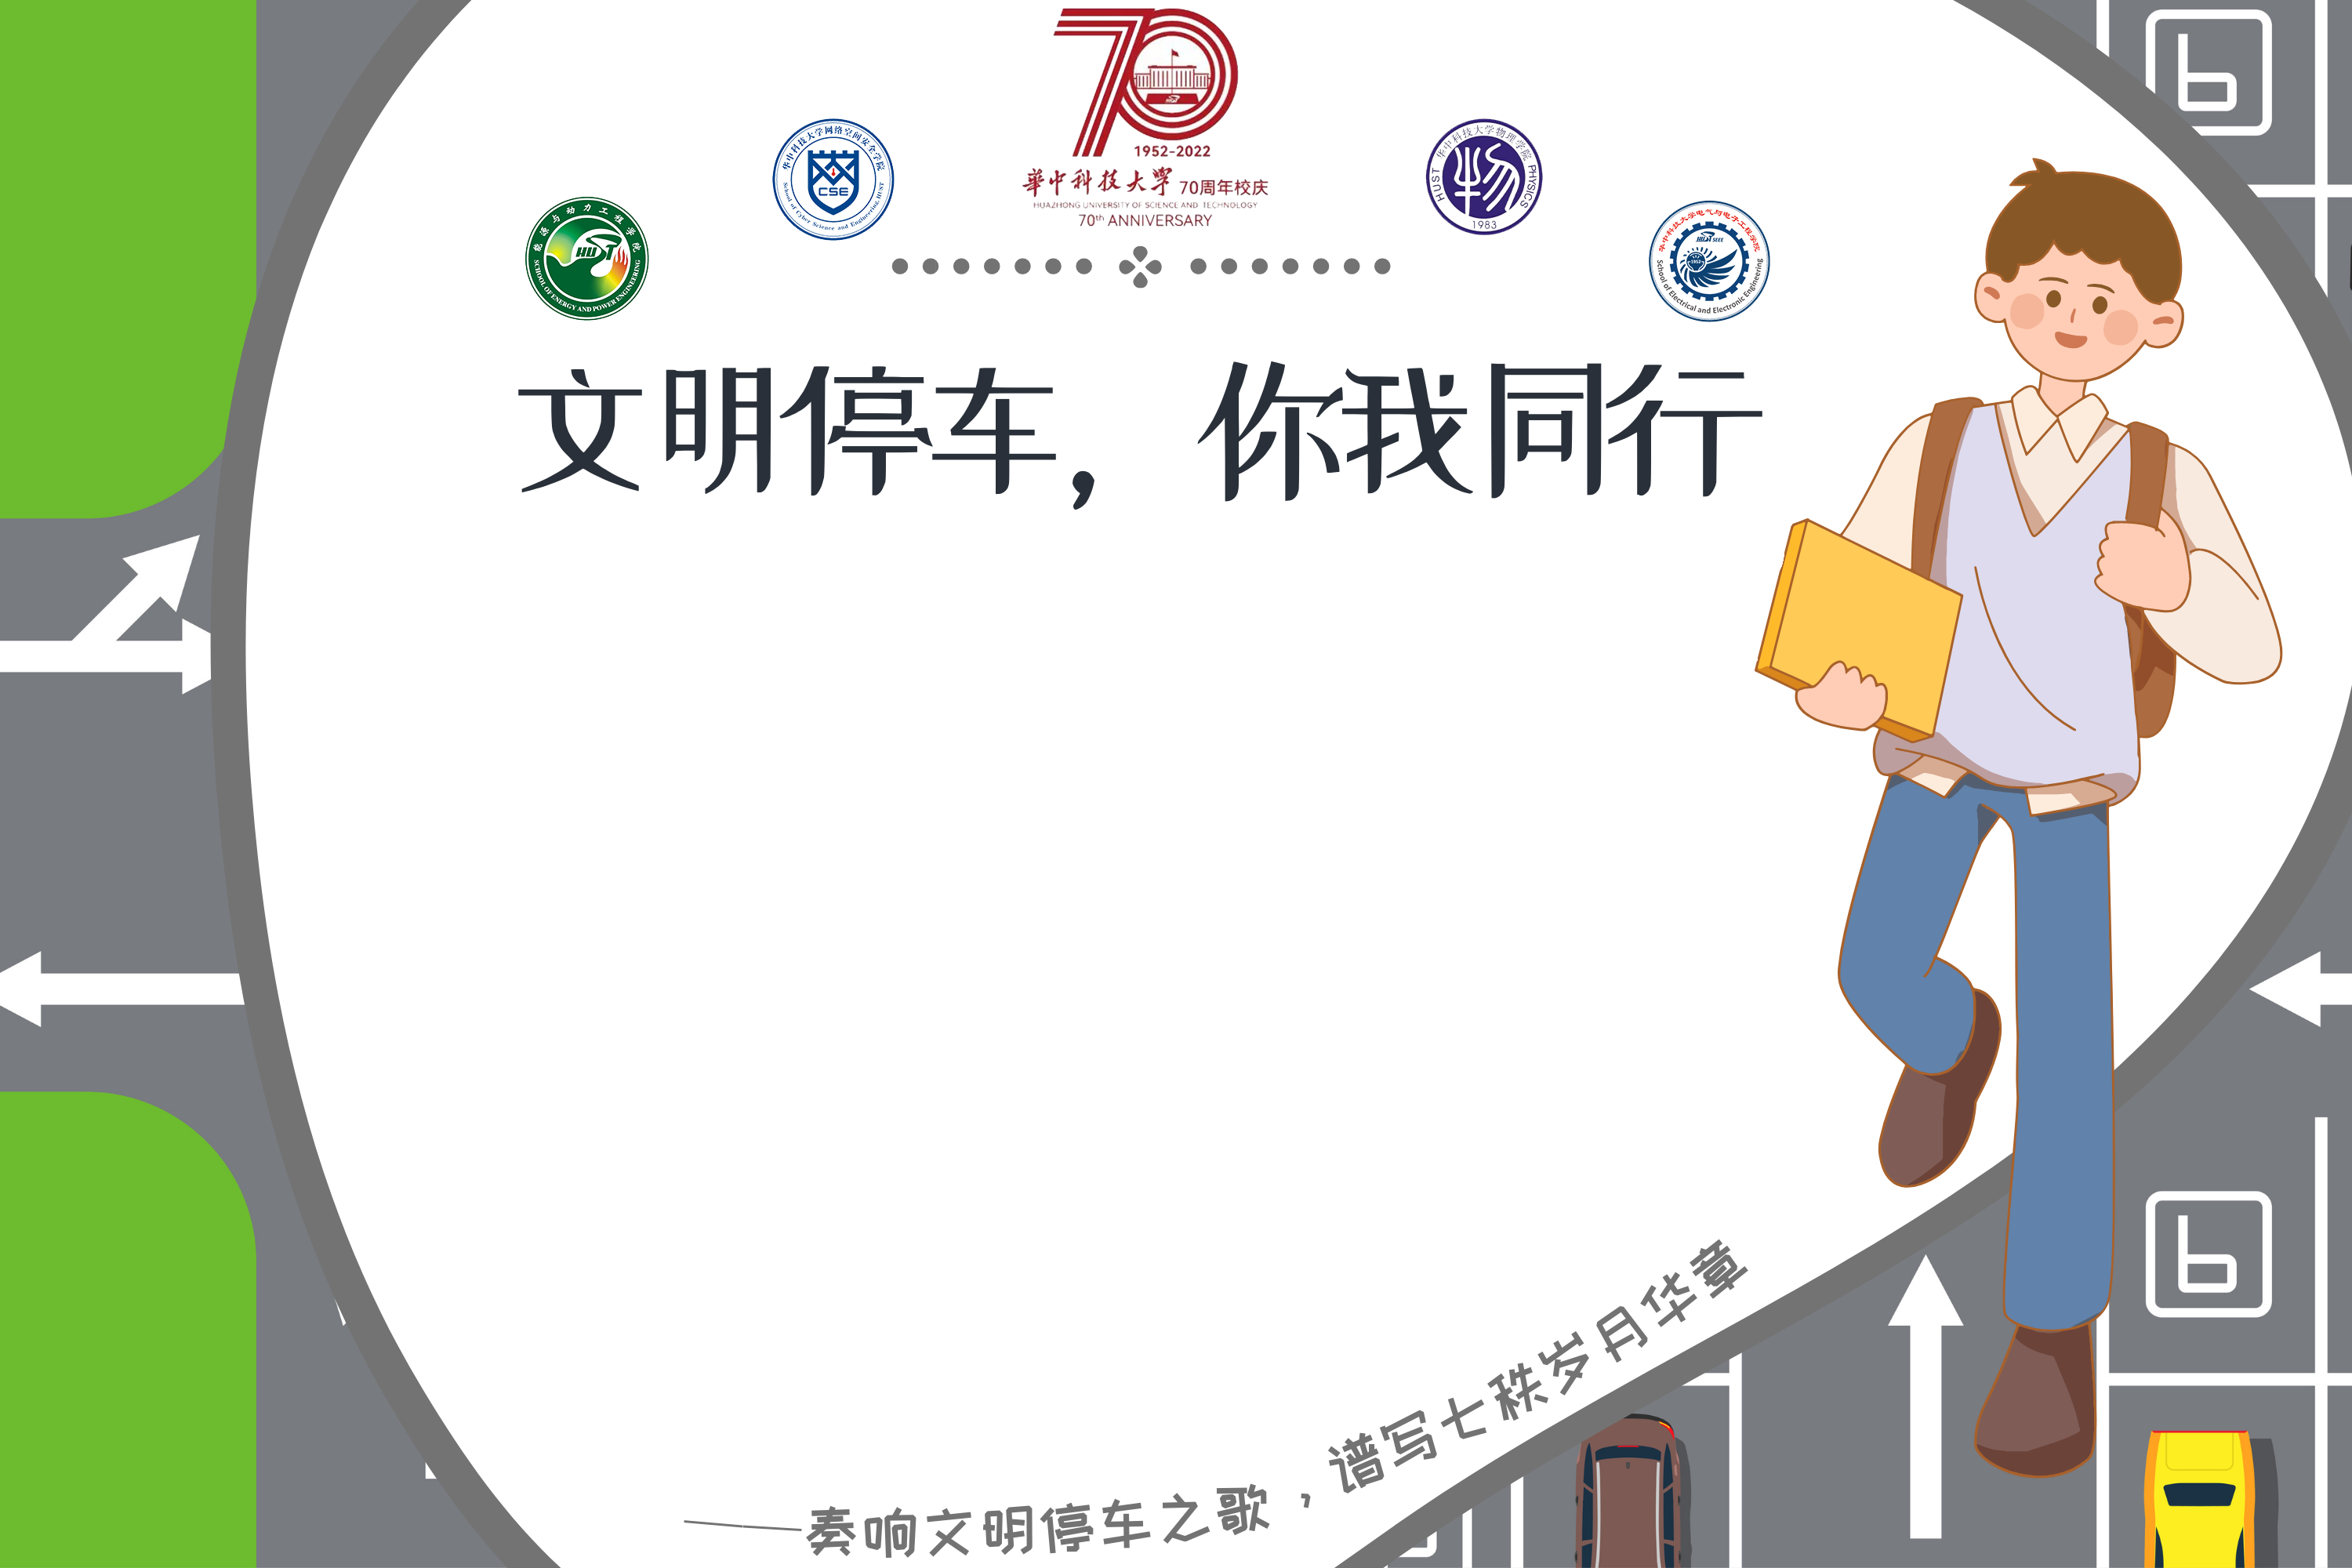 1952-2022
華中科技大學 70周年校庆
HUAZHONG UNIVERSITY OF SCIENCE AND TECHNOLOGY
70th ANNIVERSARY
华中科技大学网络空间安全学院
CSE
School of Cyber Science and Engineering, HUST
华中科技大学物理学院
HUST PHYSICS
1983
能源与动力工程学院
HUST
SCHOOL OF ENERGY AND POWER ENGINEERING
华中科技大学电气与电子工程学院
HUST SEEE
1952
School of Electrical and Electronic Engineering
文明停车，你我同行
——奏响文明停车之歌，谱写七秩岁月华章